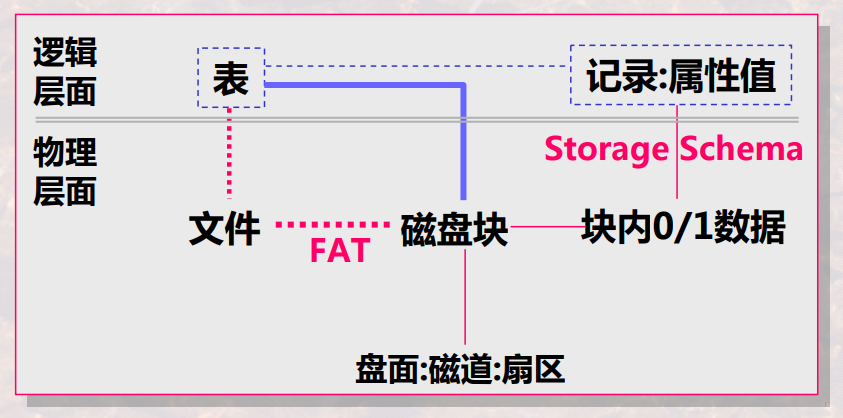 逻辑
层面
表
记录:属性值
物理
层面
Storage Schema
文件
磁盘块
块内0/1数据
FAT
盘面:磁道:扇区